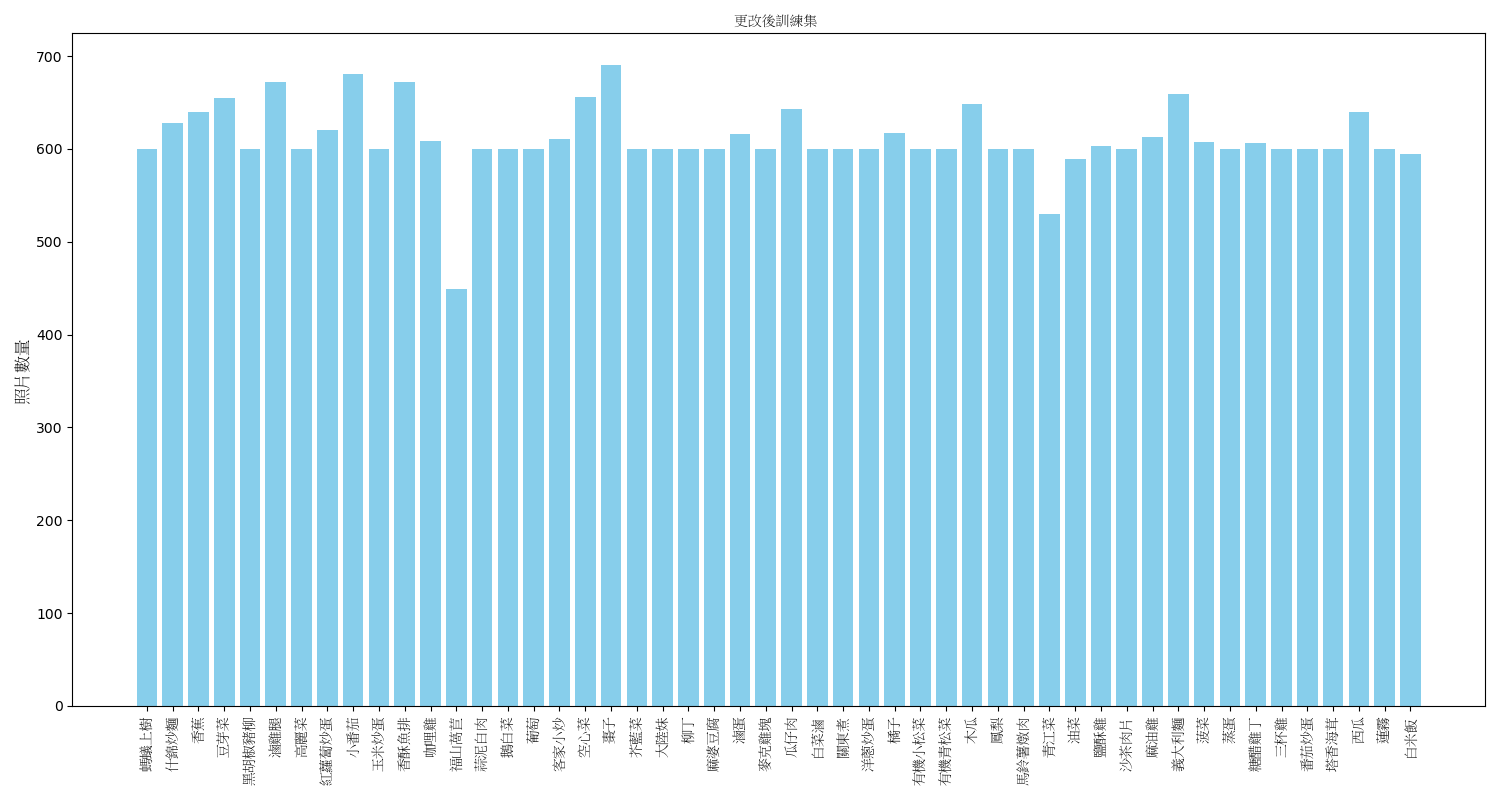 更改後訓練集
照片數量
700
600
500
400
300
200
100
0
螞蟻上樹
什錦炒麵
香蕉
豆芽菜
黑胡椒豬柳
滷雞腿
高麗菜
紅蘿蔔炒蛋
小番茄
玉米炒蛋
香酥魚排
咖哩雞
福山萵苣
蒜泥白肉
鵝白菜
葡萄
客家小炒
空心菜
棗子
芥藍菜
大陸妹
柳丁
麻婆豆腐
滷蛋
麥克雞塊
瓜仔肉
白菜滷
關東煮
洋蔥炒蛋
橘子
有機小松菜
有機青松菜
木瓜
鳳梨
馬鈴薯燉肉
青江菜
油菜
鹽酥雞
沙茶肉片
麻油雞
義大利麵
菠菜
蒸蛋
糖醋雞丁
三杯雞
番茄炒蛋
塔香海茸
西瓜
蓮霧
白米飯